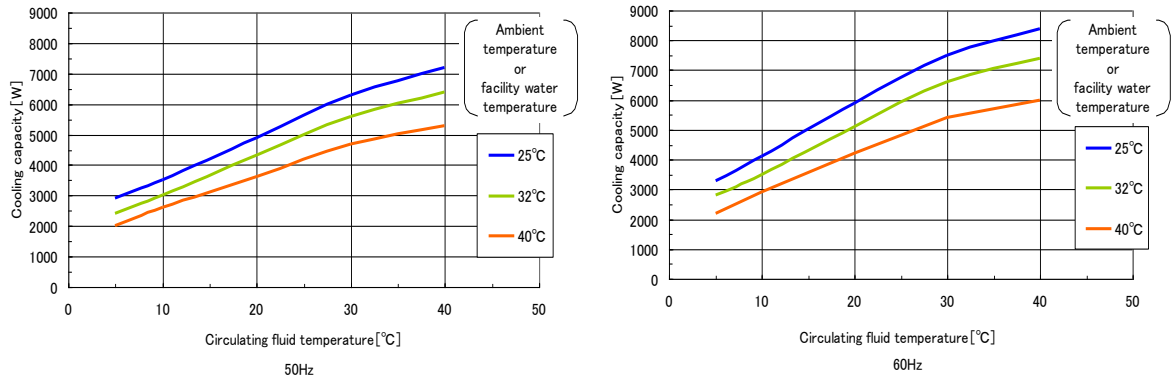 9000
8000
7000
6000
5000
4000
3000
2000
1000
0
Cooling capacity[W]
0 10 20 30 40 50
Circulating fluid temperature[℃]
50Hz
Ambient
temperature
or
facility water
temperature
25℃
32℃
40℃
9000
8000
7000
6000
5000
4000
3000
2000
1000
0
Cooling capacity[W]
0 10 20 30 40 50
Circulating fluid temperature[℃]
60Hz
Ambient
temperature
or
facility water
temperature
25℃
32℃
40℃